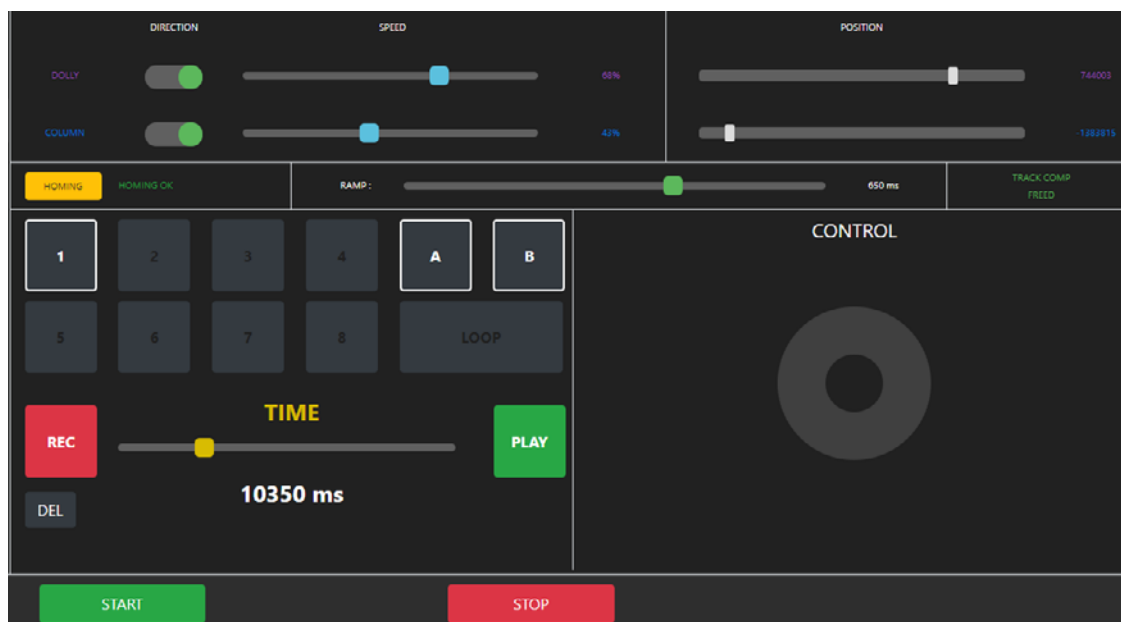 DIRECTION SPEED POSITION
DOLLY 68% 744003
COLUMN 43% -1383815
HOMING HOMING OK RAMP : 650 ms TRACK COMP
FREED
CONTROL
1 2 3 4 A B
5 6 7 8 LOOP
TIME
REC PLAY
10350 ms
DEL
START STOP